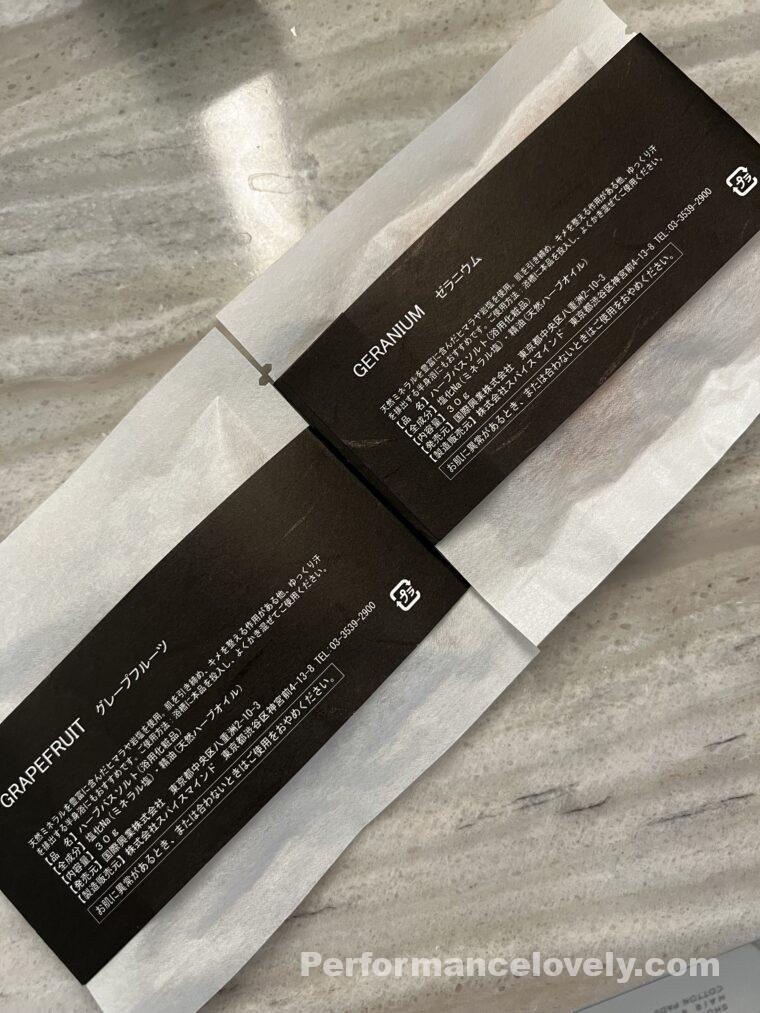 GERANIUM ゼラニウム
天然ミネラルを豊富に含んだヒマラヤ岩塩を使用。肌を引き締め、キメを整える作用がある他、ゆっくり汗
を排出する半身浴にもおすすめです。ご使用方法：浴槽に本品を投入し、よくかき混ぜてご使用ください。
【品 名】ハーブバスソルト(浴用化粧品)
【全成分】塩化Na(ミネラル塩)・精油(天然ハーブオイル)
【内容量】30g
【発売元】国際興業株式会社 東京都中央区八重洲2-10-3
【製造販売元】株式会社スパイスマインド 東京都渋谷区神宮前4-13-8 TEL:03-3539-2900
お肌に異常があるとき、または合わないときはご使用をおやめください。
プラ
GRAPEFRUIT グレープフルーツ
天然ミネラルを豊富に含んだヒマラヤ岩塩を使用。肌を引き締め、キメを整える作用がある他、ゆっくり汗
を排出する半身浴にもおすすめです。ご使用方法：浴槽に本品を投入し、よくかき混ぜてご使用ください。
【品 名】ハーブバスソルト(浴用化粧品)
【全成分】塩化Na(ミネラル塩)・精油(天然ハーブオイル)
【内容量】30g
【発売元】国際興業株式会社 東京都中央区八重洲2-10-3
【製造販売元】株式会社スパイスマインド 東京都渋谷区神宮前4-13-8 TEL:03-3539-2900
お肌に異常があるとき、または合わないときはご使用をおやめください。
プラ
Performancelovely.com
HAIR
COTTON